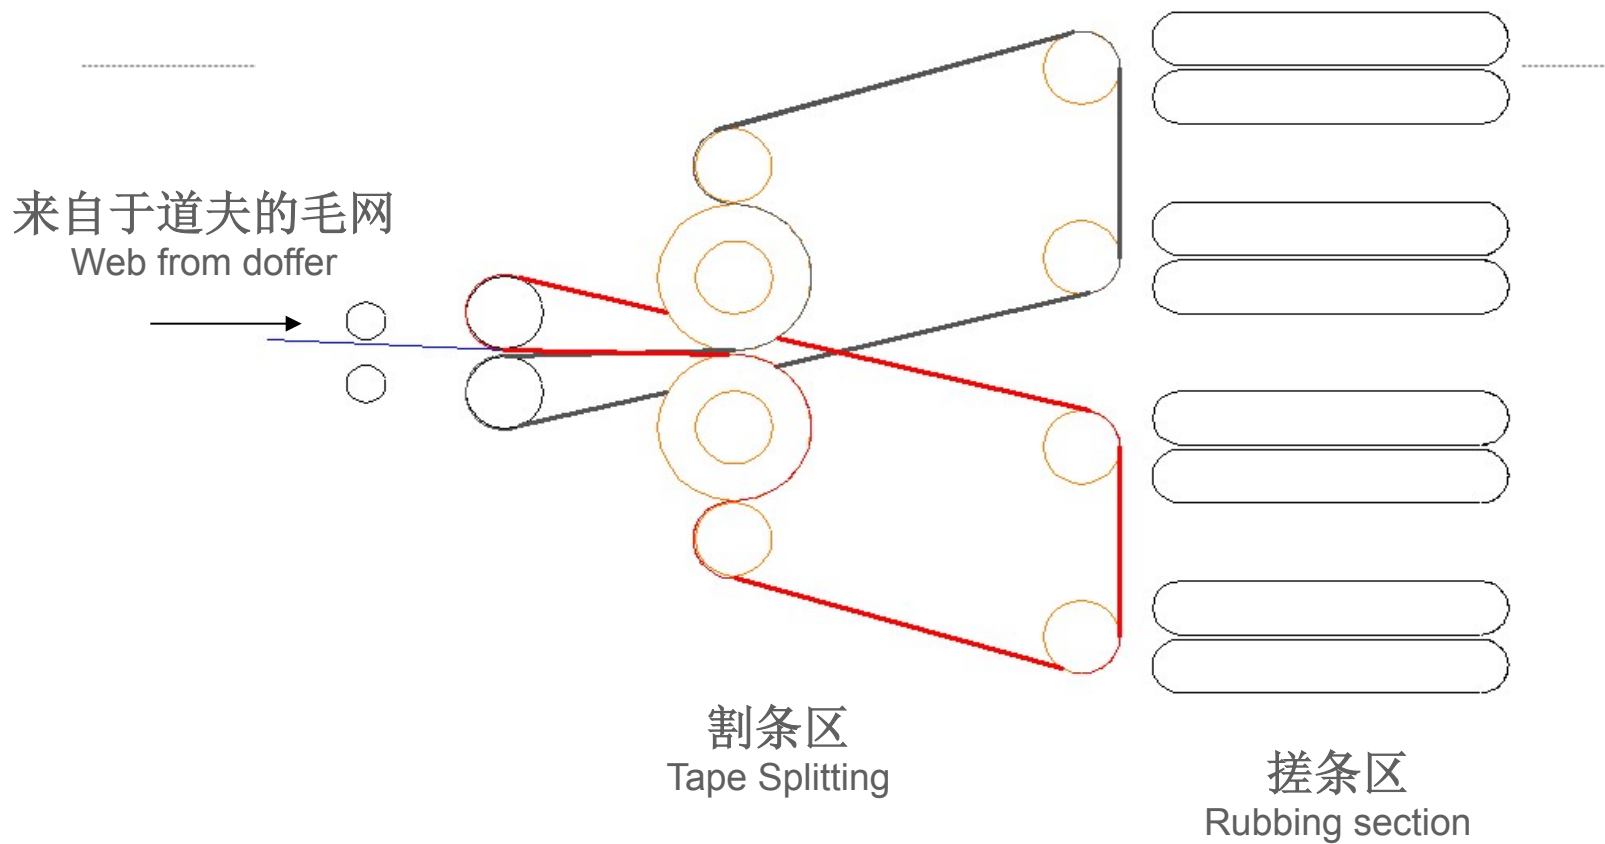 来自于道夫的毛网
Web from doffer
割条区
Tape Splitting
搓条区
Rubbing section